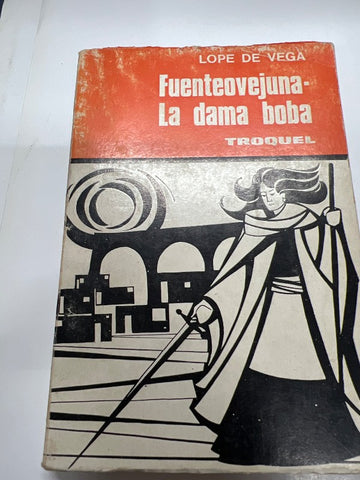 LOPE DE VEGA
Fuenteovejuna-
La dama boba
TROQUEL